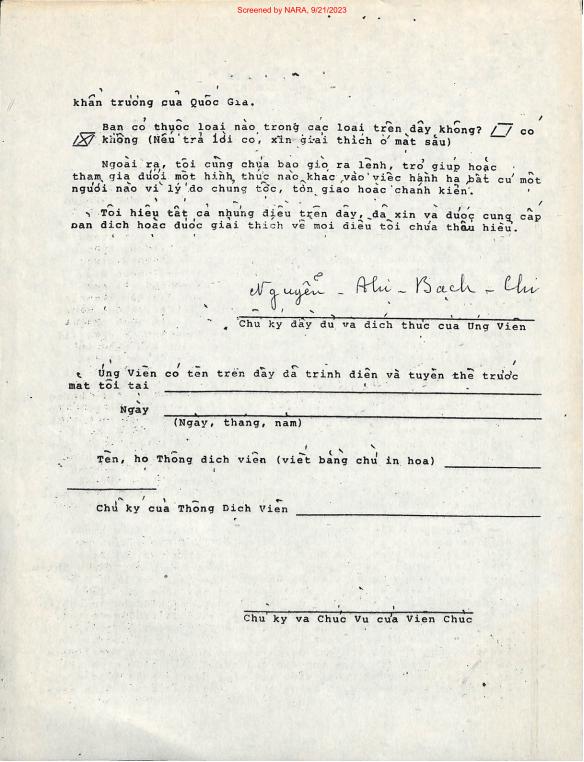 Screened by NARA, 9/21/2023
khẩn trương của Quốc Gia.
Bạn có thuộc loại nào trong các loại trên đây không? có
không (Nếu trả lời có, xin giải thích ở mặt sau)
Ngoài ra, tôi cũng chưa bao giờ ra lệnh, trợ giúp hoặc
tham gia dưới một hình thức nào khác vào việc hành hạ bất cứ một
người nào vì lý do chủng tộc, tôn giáo hoặc chánh kiến.
Tôi hiểu tất cả những điều trên đây, đã xin và được cung cấp
bản dịch hoặc được giải thích về mọi điều tôi chưa thấu hiểu.
Nguyễn - Ahi - Bach - Chi
Chữ ký đầy đủ và đích thực của Ứng Viên
Ứng Viên có tên trên đây đã trình diện và tuyên thệ trước
mặt tôi tại
Ngày
(Ngày, tháng, năm)
Tên, họ Thông dịch viên (viết bằng chữ in hoa)
Chữ ký của Thông Dịch Viên
Chữ ký và Chức Vụ của Viên Chức